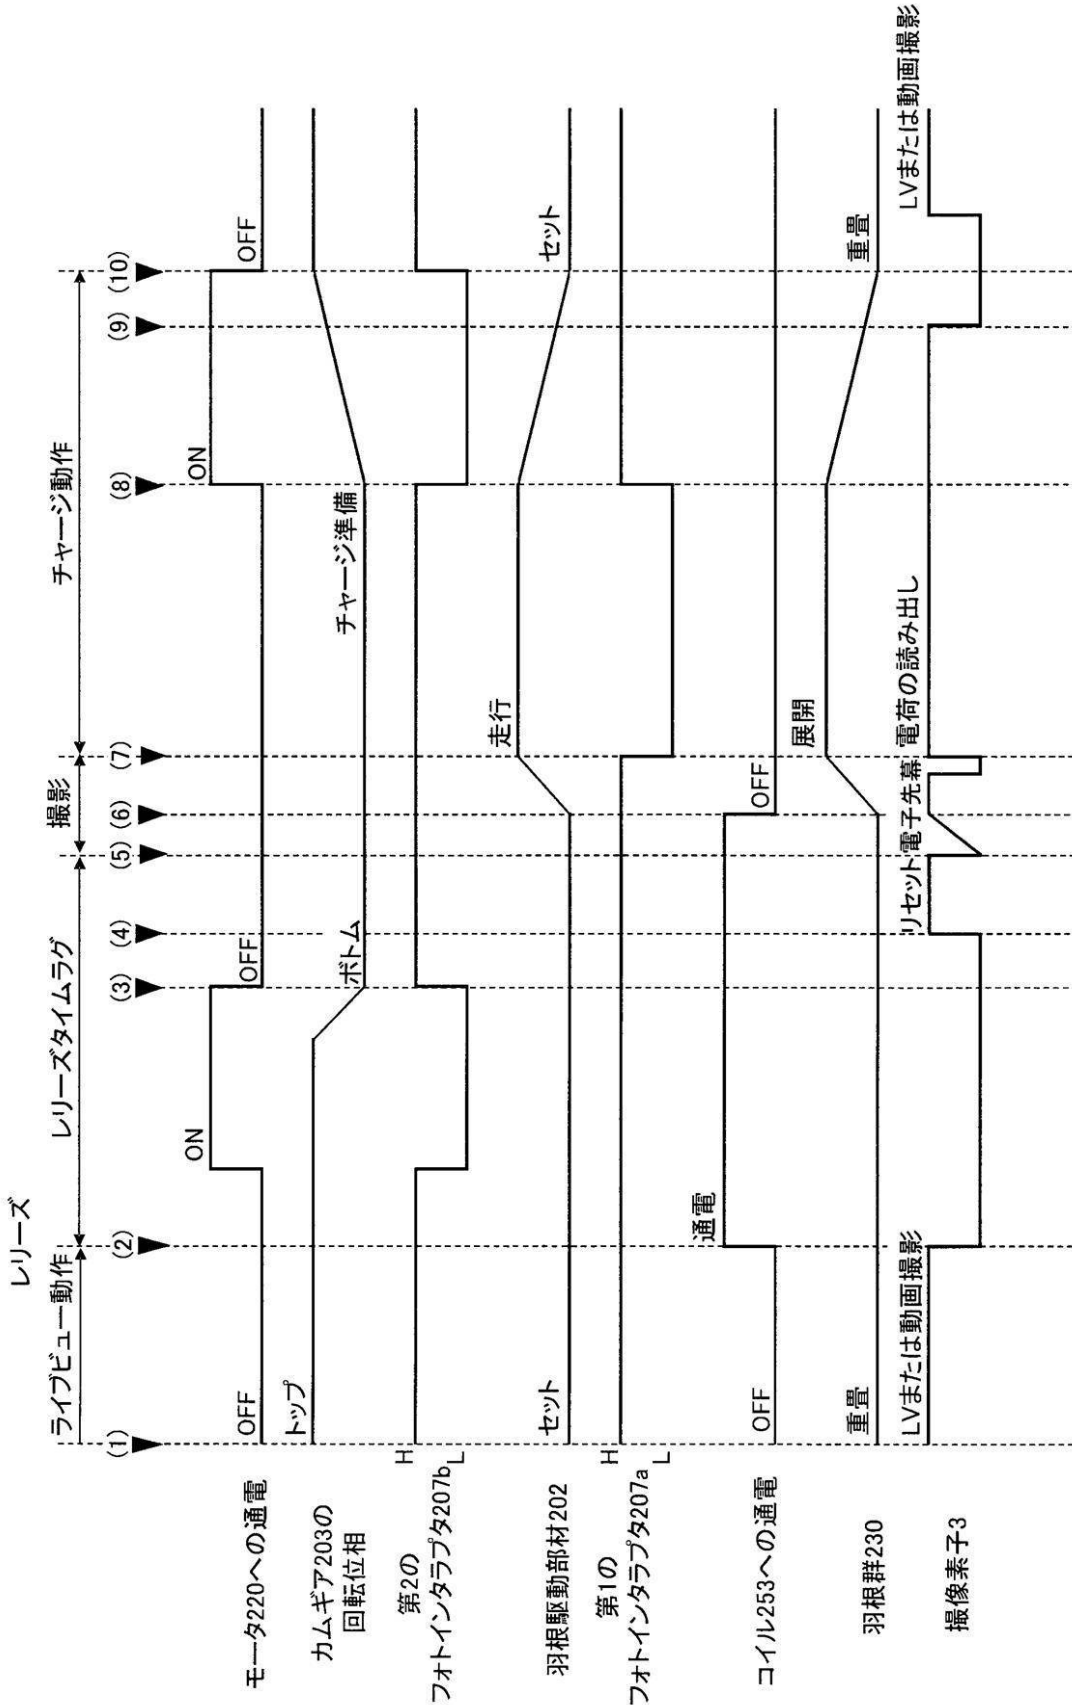 レリーズ
ライブビュー動作
レリーズタイムラグ
撮影
チャージ動作
(1)
(2)
(3)
(4)
(5)
(6)
(7)
(8)
(9)
(10)
モータ220への通電
OFF
ON
OFF
ON
OFF
カムギア203の
回転位相
トップ
ボトム
チャージ準備
第2の
フォトインタラプタ207b
H
L
羽根駆動部材202
セット
走行
セット
第1の
フォトインタラプタ207a
H
L
コイル253への通電
OFF
通電
OFF
羽根群230
重畳
展開
重畳
撮像素子3
LVまたは動画撮影
リセット
電子先幕
電荷の読み出し
LVまたは動画撮影